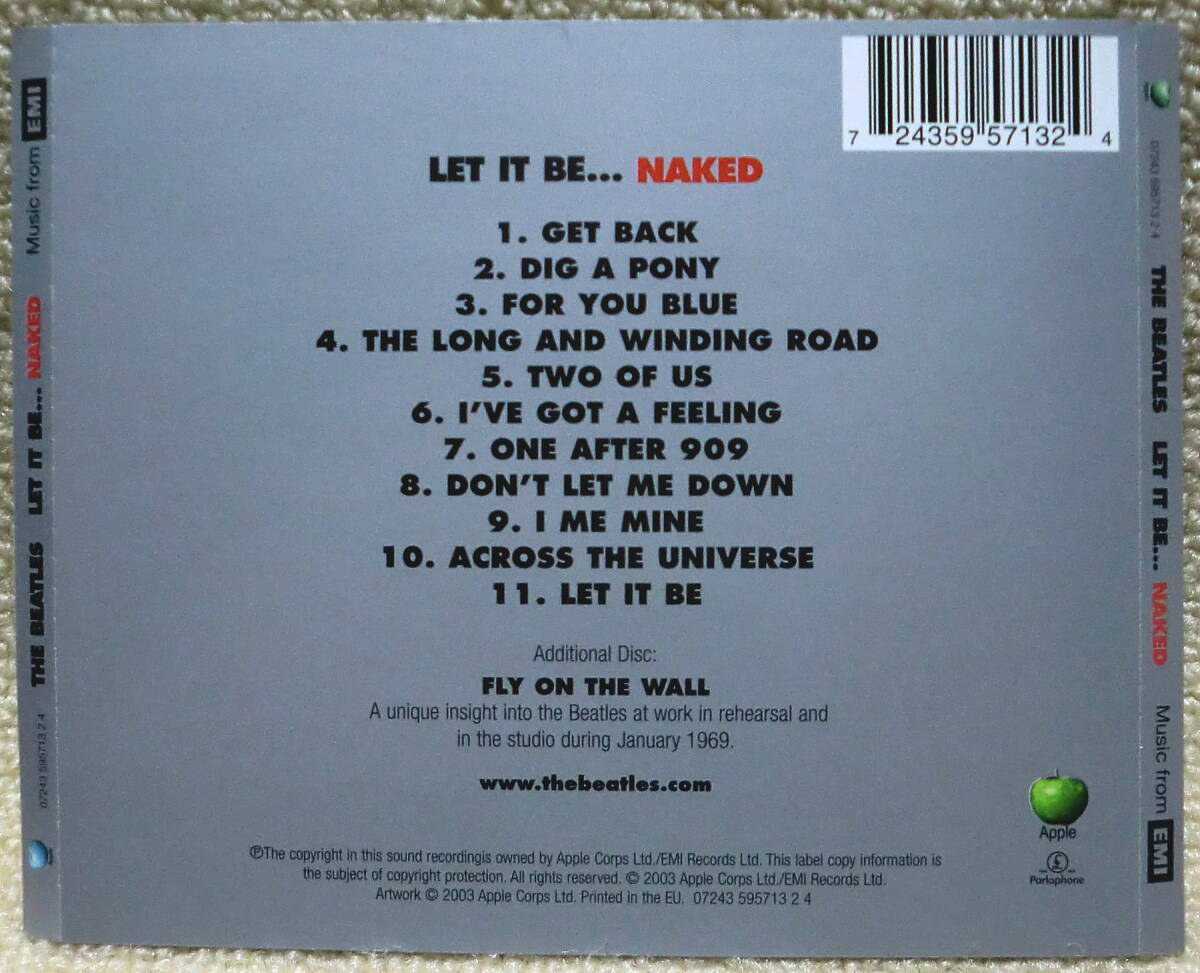 7 24359 57132 4
LET IT BE... NAKED
1. GET BACK
2. DIG A PONY
3. FOR YOU BLUE
4. THE LONG AND WINDING ROAD
5. TWO OF US
6. I'VE GOT A FEELING
7. ONE AFTER 909
8. DON'T LET ME DOWN
9. I ME MINE
10. ACROSS THE UNIVERSE
11. LET IT BE
Additional Disc:
FLY ON THE WALL
A unique insight into the Beatles at work in rehearsal and
in the studio during January 1969.
www.thebeatles.com
Apple
Parlophone
℗The copyright in this sound recordingis owned by Apple Corps Ltd./EMI Records Ltd. This label copy information is
the subject of copyright protection. All rights reserved. © 2003 Apple Corps Ltd./EMI Records Ltd.
Artwork © 2003 Apple Corps Ltd. Printed in the EU. 07243 595713 2 4
07243 595713 2 4 THE BEATLES LET IT BE... NAKED Music from EMI
07243 595713 2 4 THE BEATLES LET IT BE... NAKED Music from EMI